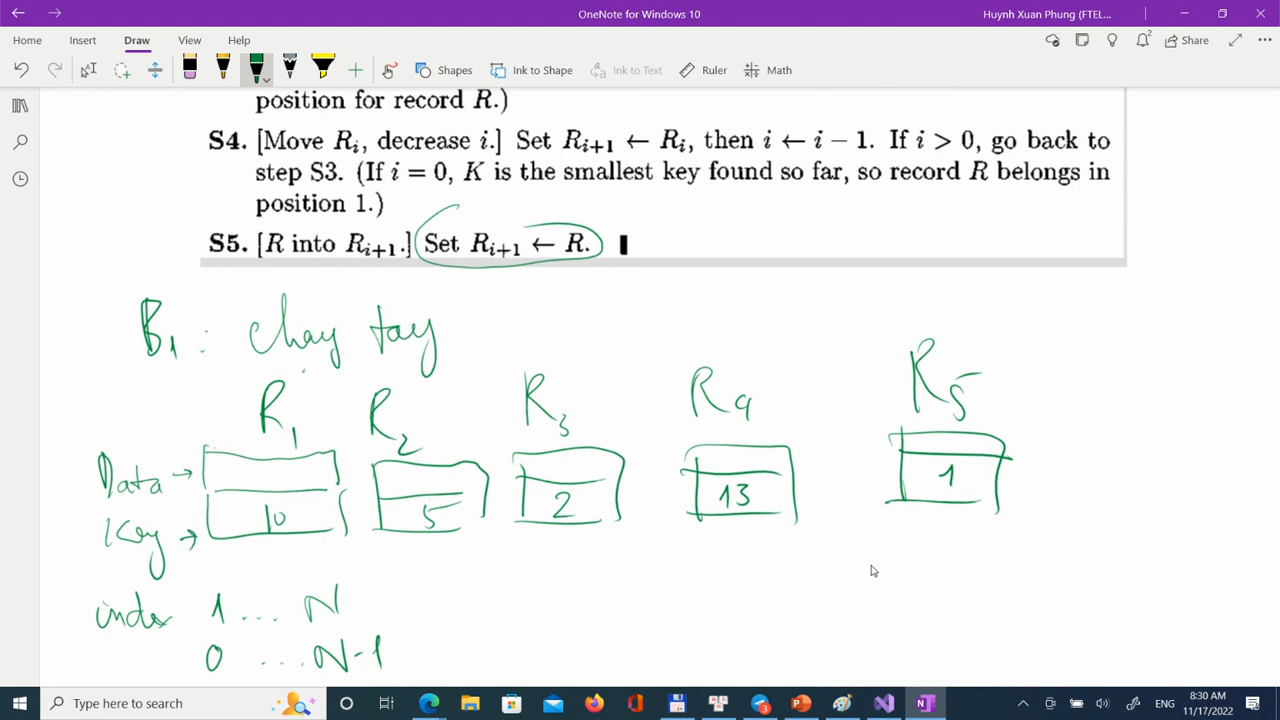 OneNote for Windows 10
Huynh Xuan Phung (FTEL...
Home Insert Draw View Help
Share
Shapes
Ink to Shape
Ink to Text
Ruler
Math
position for record R.)
S4. [Move Rᵢ, decrease i.] Set Rᵢ₊₁ ← Rᵢ, then i ← i − 1. If i > 0, go back to
step S3. (If i = 0, K is the smallest key found so far, so record R belongs in
position 1.)
S5. [R into Rᵢ₊₁.] Set Rᵢ₊₁ ← R.
B₁ : chay tay
R₁ R₂ R₃ R₄ R₅
Data →
Key → 10 5 2 13 1
index 1 ... N
0 ... N-1
Type here to search
3
ENG
8:30 AM
11/17/2022